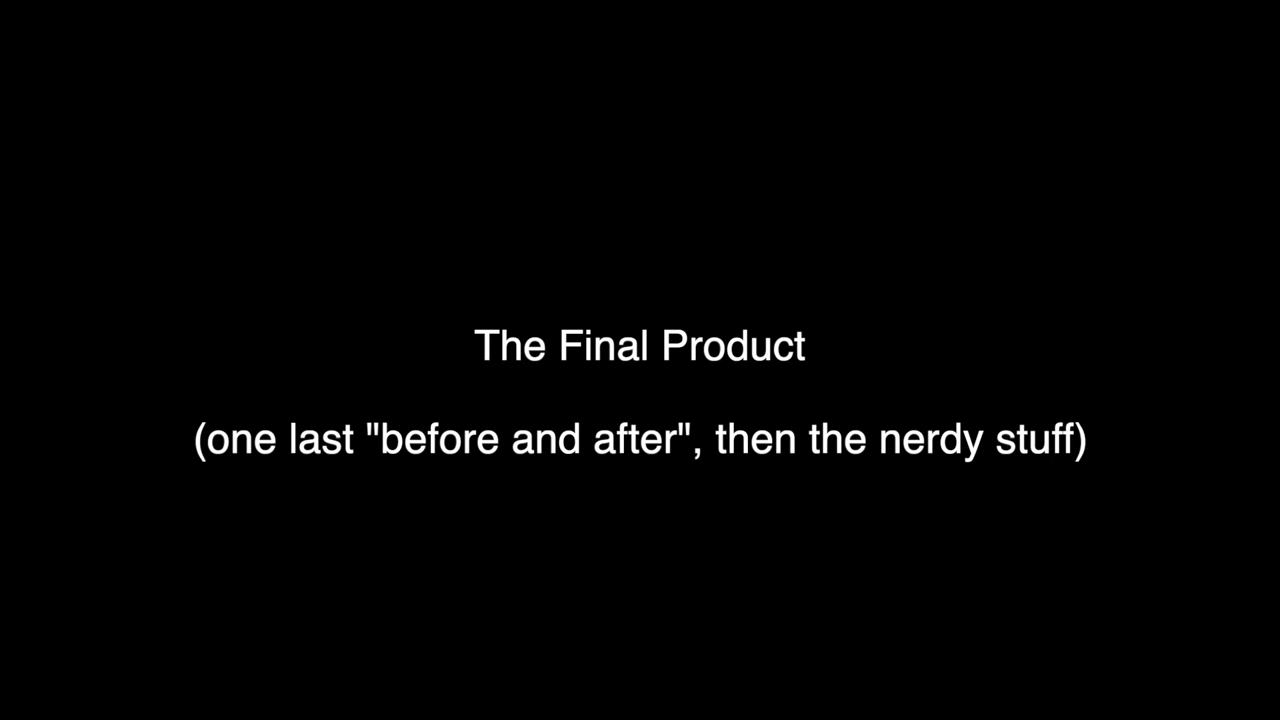 The Final Product
(one last "before and after", then the nerdy stuff)